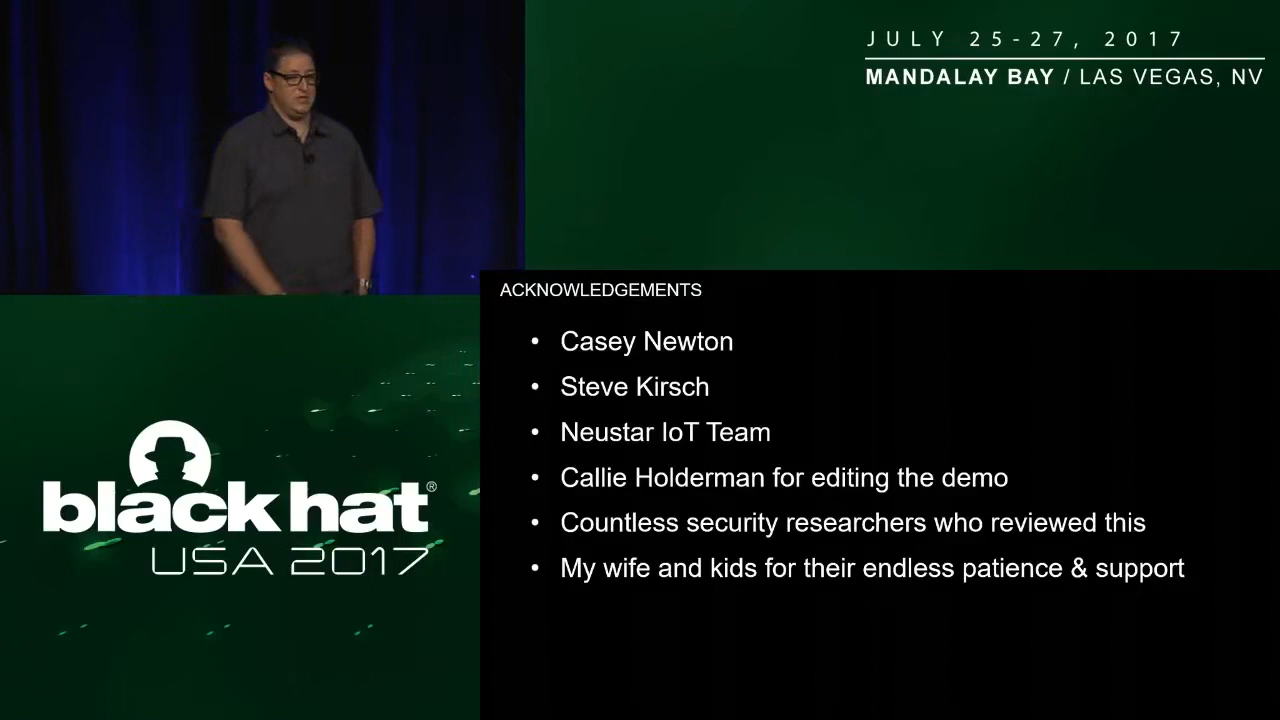 JULY 25-27, 2017
MANDALAY BAY / LAS VEGAS, NV
ACKNOWLEDGEMENTS
• Casey Newton
• Steve Kirsch
• Neustar IoT Team
• Callie Holderman for editing the demo
• Countless security researchers who reviewed this
• My wife and kids for their endless patience & support
black hat®
USA 2017